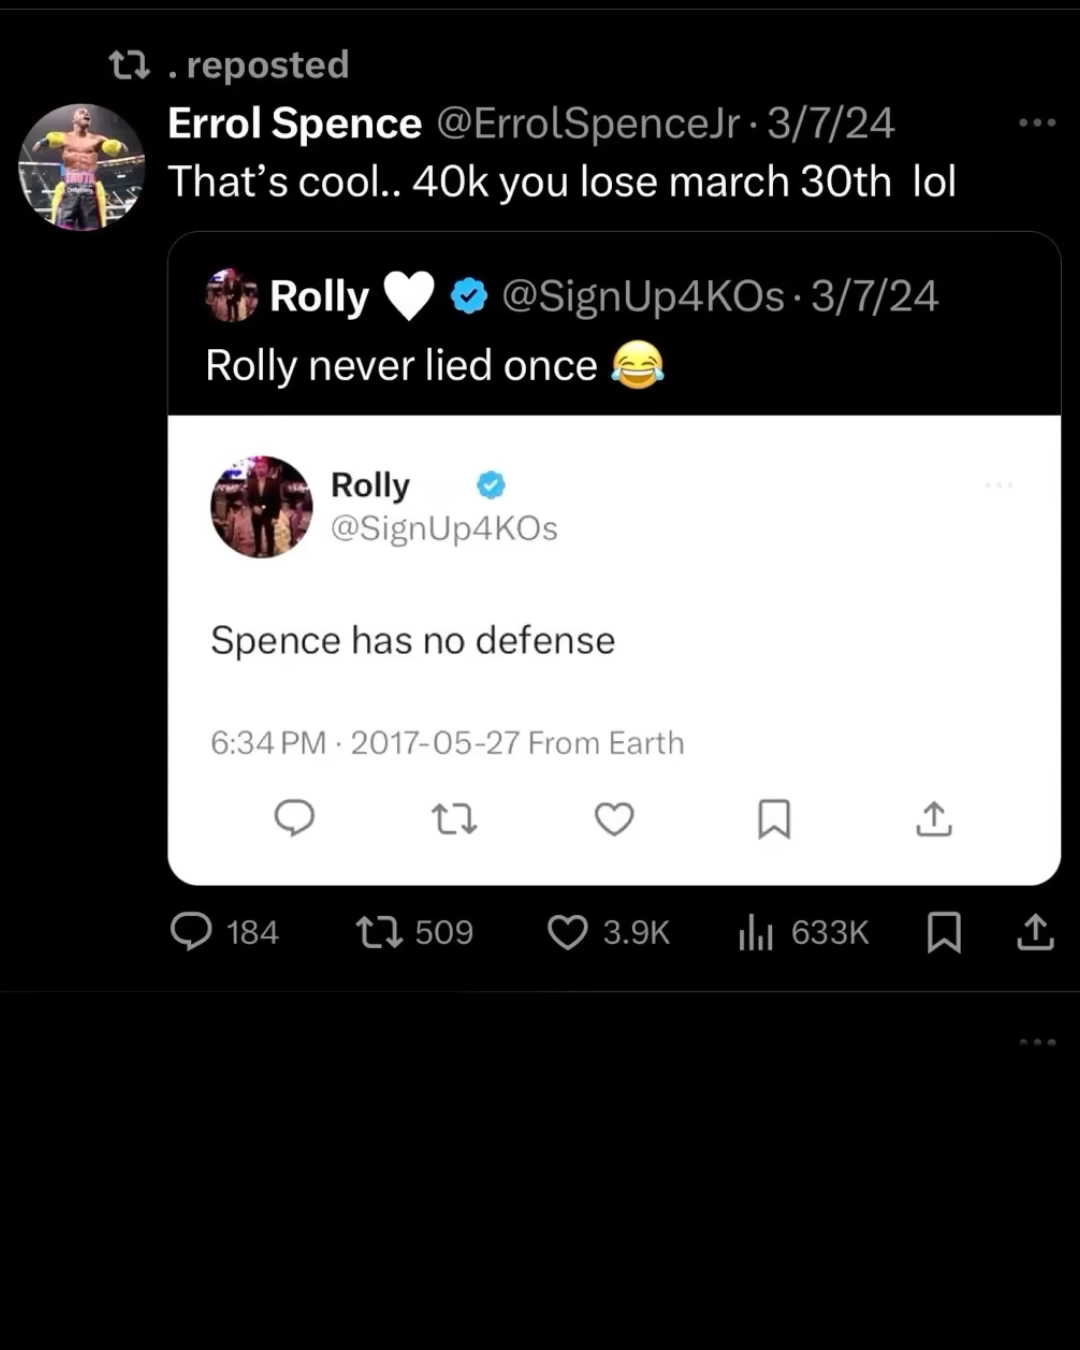 . reposted
Errol Spence @ErrolSpenceJr · 3/7/24
That's cool.. 40k you lose march 30th lol
Rolly 🤍 @SignUp4KOs · 3/7/24
Rolly never lied once 😂
Rolly
@SignUp4KOs
Spence has no defense
6:34 PM · 2017-05-27 From Earth
184 509 3.9K 633K